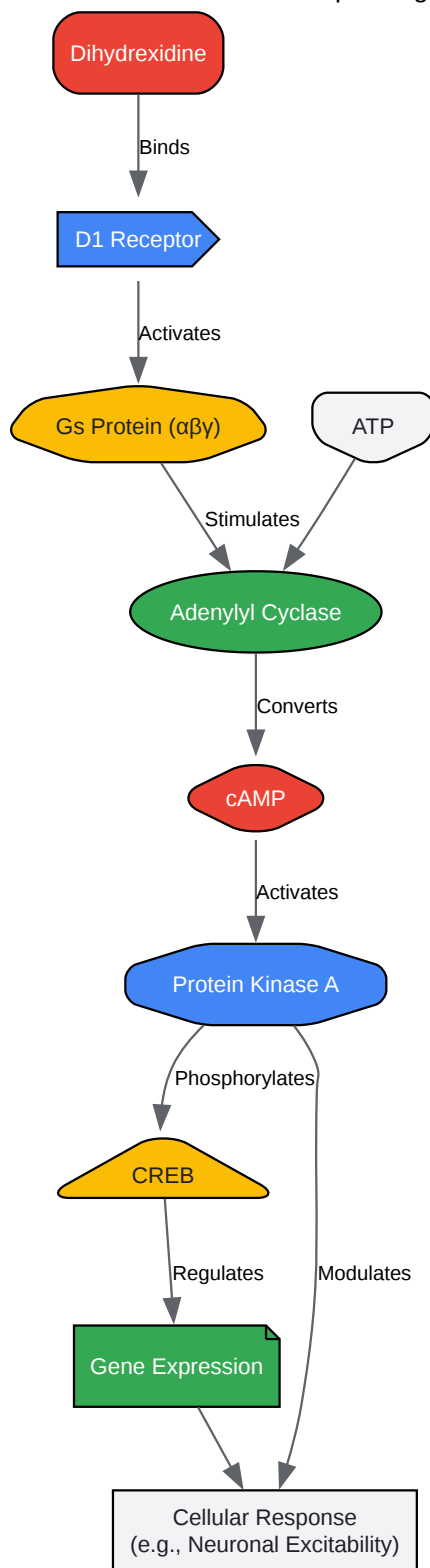 Dihydrexidine
Binds
D1 Receptor
Activates
Gs Protein (αβγ)
ATP
Stimulates
Adenylyl Cyclase
Converts
cAMP
Activates
Protein Kinase A
Phosphorylates
CREB
Regulates
Modulates
Gene Expression
Cellular Response
(e.g., Neuronal Excitability)